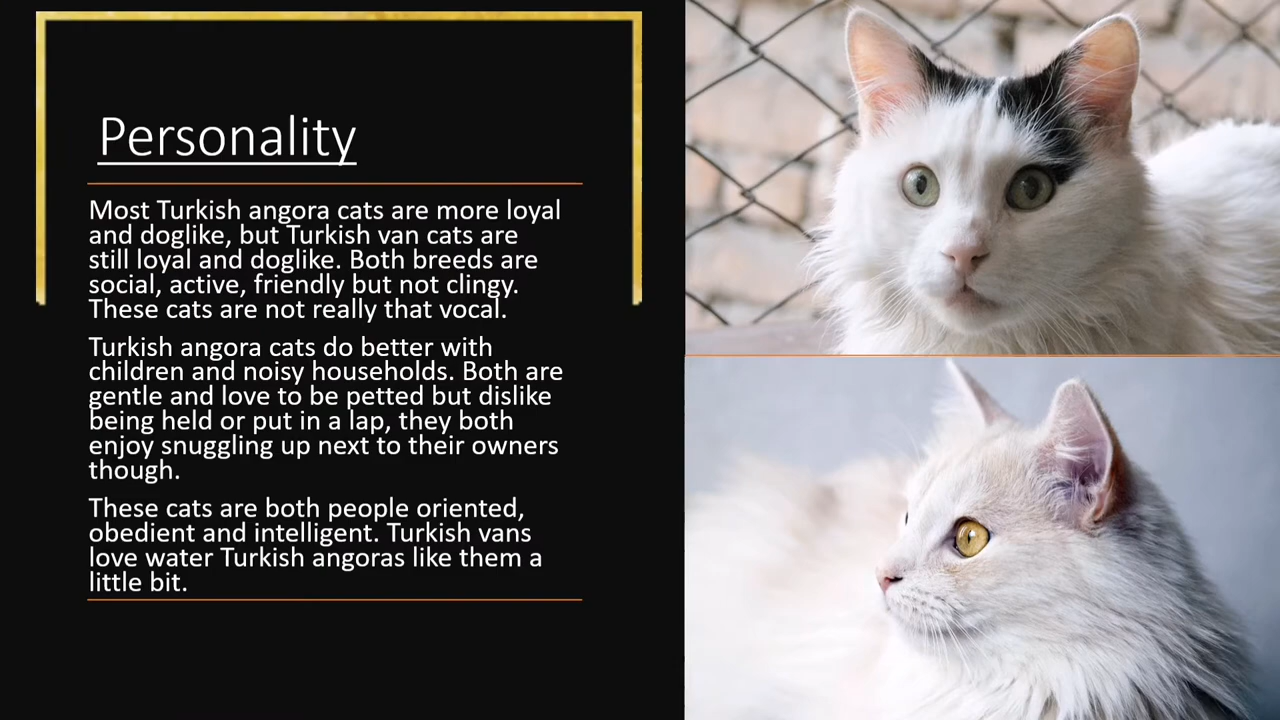 Personality
Most Turkish angora cats are more loyal
and doglike, but Turkish van cats are
still loyal and doglike. Both breeds are
social, active, friendly but not clingy.
These cats are not really that vocal.
Turkish angora cats do better with
children and noisy households. Both are
gentle and love to be petted but dislike
being held or put in a lap, they both
enjoy snuggling up next to their owners
though.
These cats are both people oriented,
obedient and intelligent. Turkish vans
love water Turkish angoras like them a
little bit.